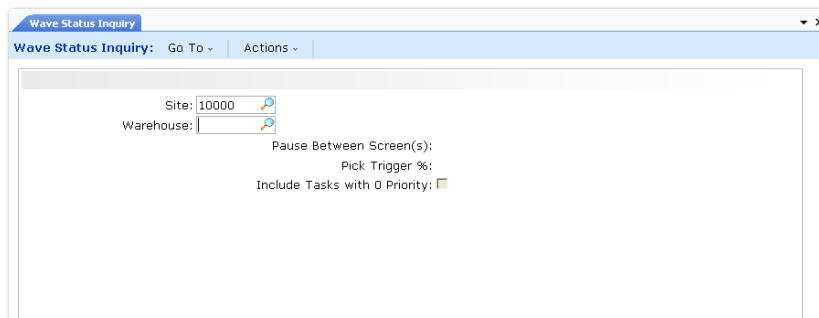 Wave Status Inquiry
Wave Status Inquiry: Go To Actions
Site: 10000
Warehouse:
Pause Between Screen(s):
Pick Trigger %:
Include Tasks with 0 Priority: